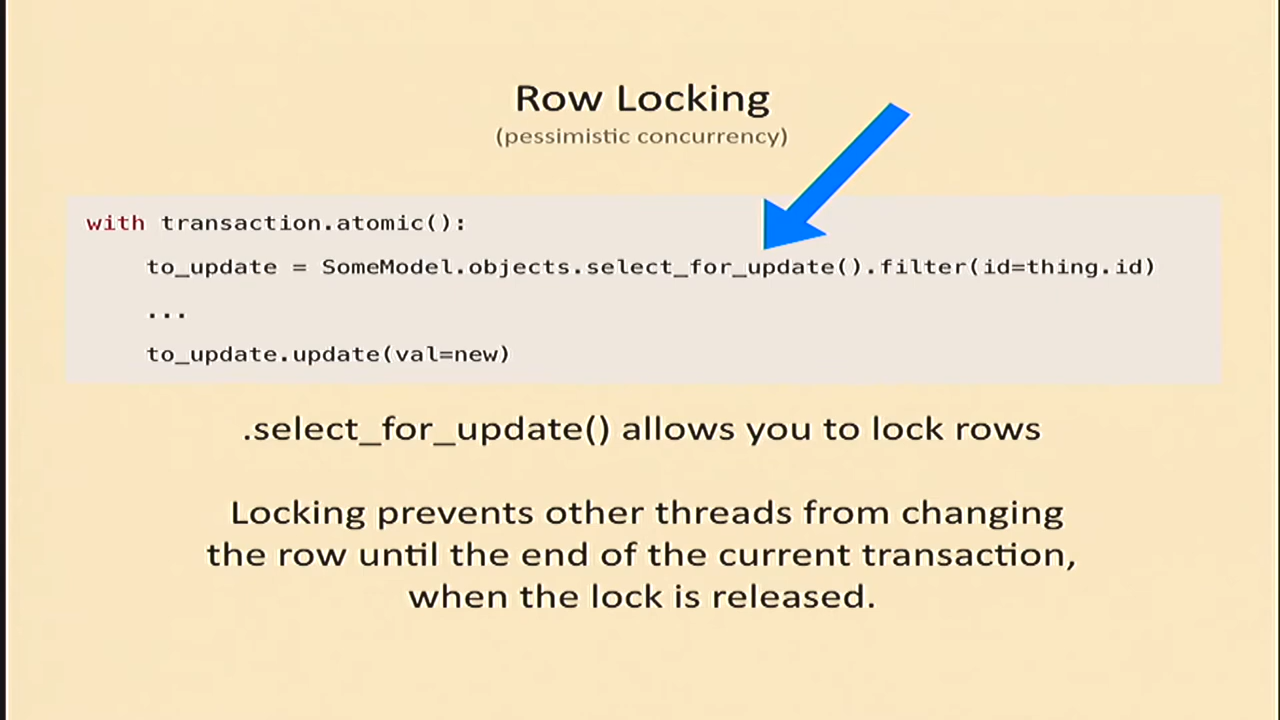 Row Locking
(pessimistic concurrency)
with transaction.atomic():
to_update = SomeModel.objects.select_for_update().filter(id=thing.id)
...
to_update.update(val=new)
.select_for_update() allows you to lock rows
Locking prevents other threads from changing
the row until the end of the current transaction,
when the lock is released.